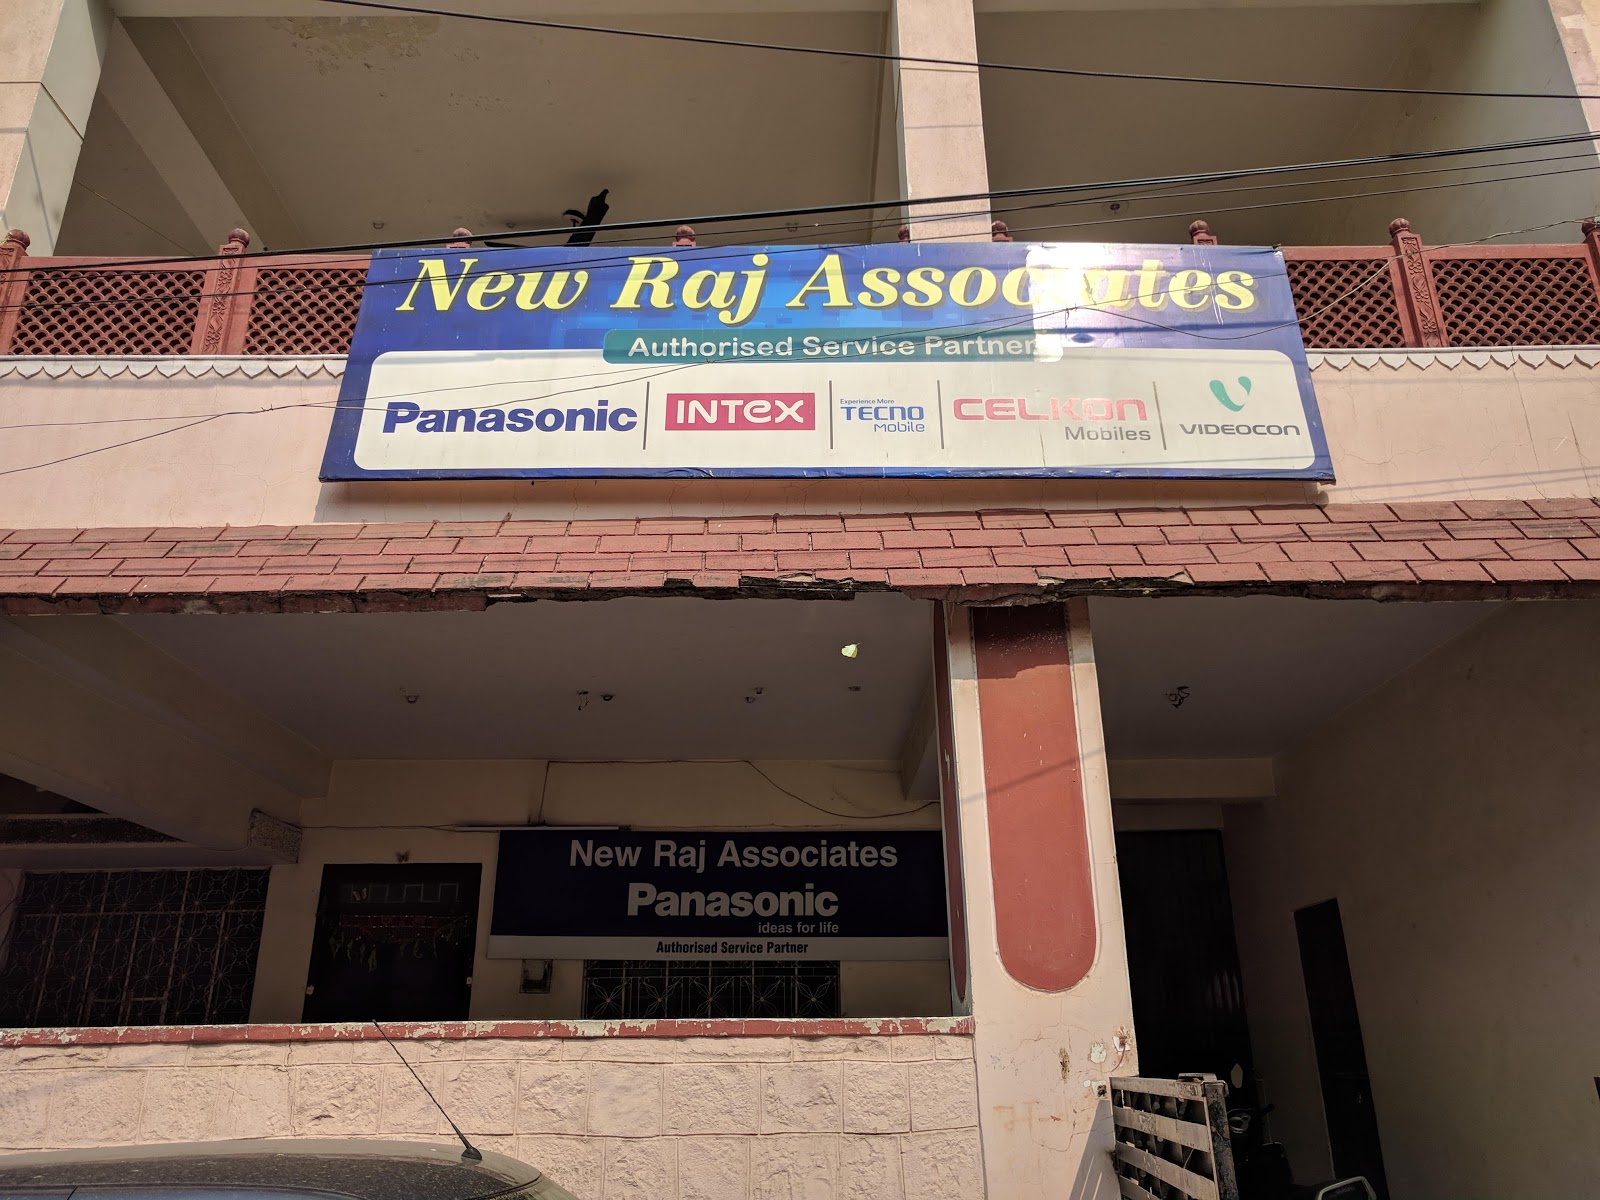 New Raj Associates
Authorised Service Partner
Panasonic
INTEX
Experience More
TECNO
mobile
CELKON
Mobiles
VIDEOCON
New Raj Associates
Panasonic
ideas for life
Authorised Service Partner